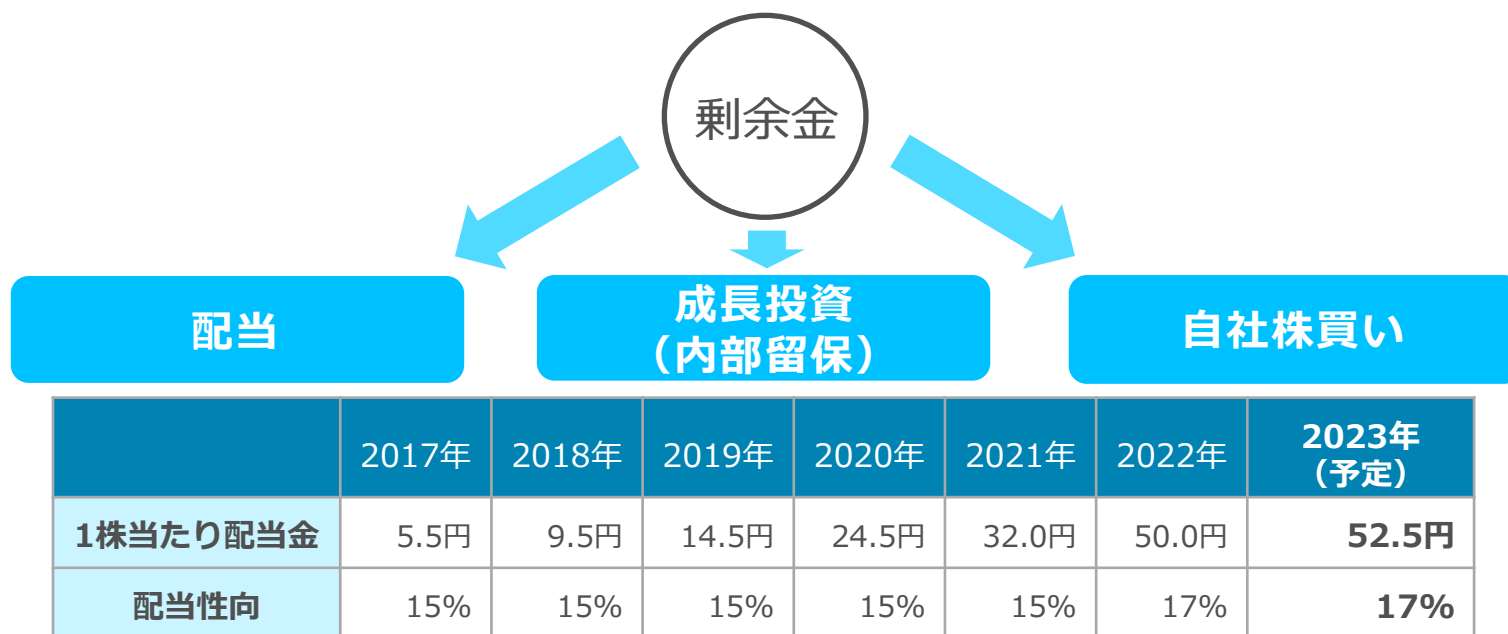 剰余金
配当
成長投資
（内部留保）
自社株買い
2017年 2018年 2019年 2020年 2021年 2022年 2023年
（予定）
1株当たり配当金 5.5円 9.5円 14.5円 24.5円 32.0円 50.0円 52.5円
配当性向 15% 15% 15% 15% 15% 17% 17%